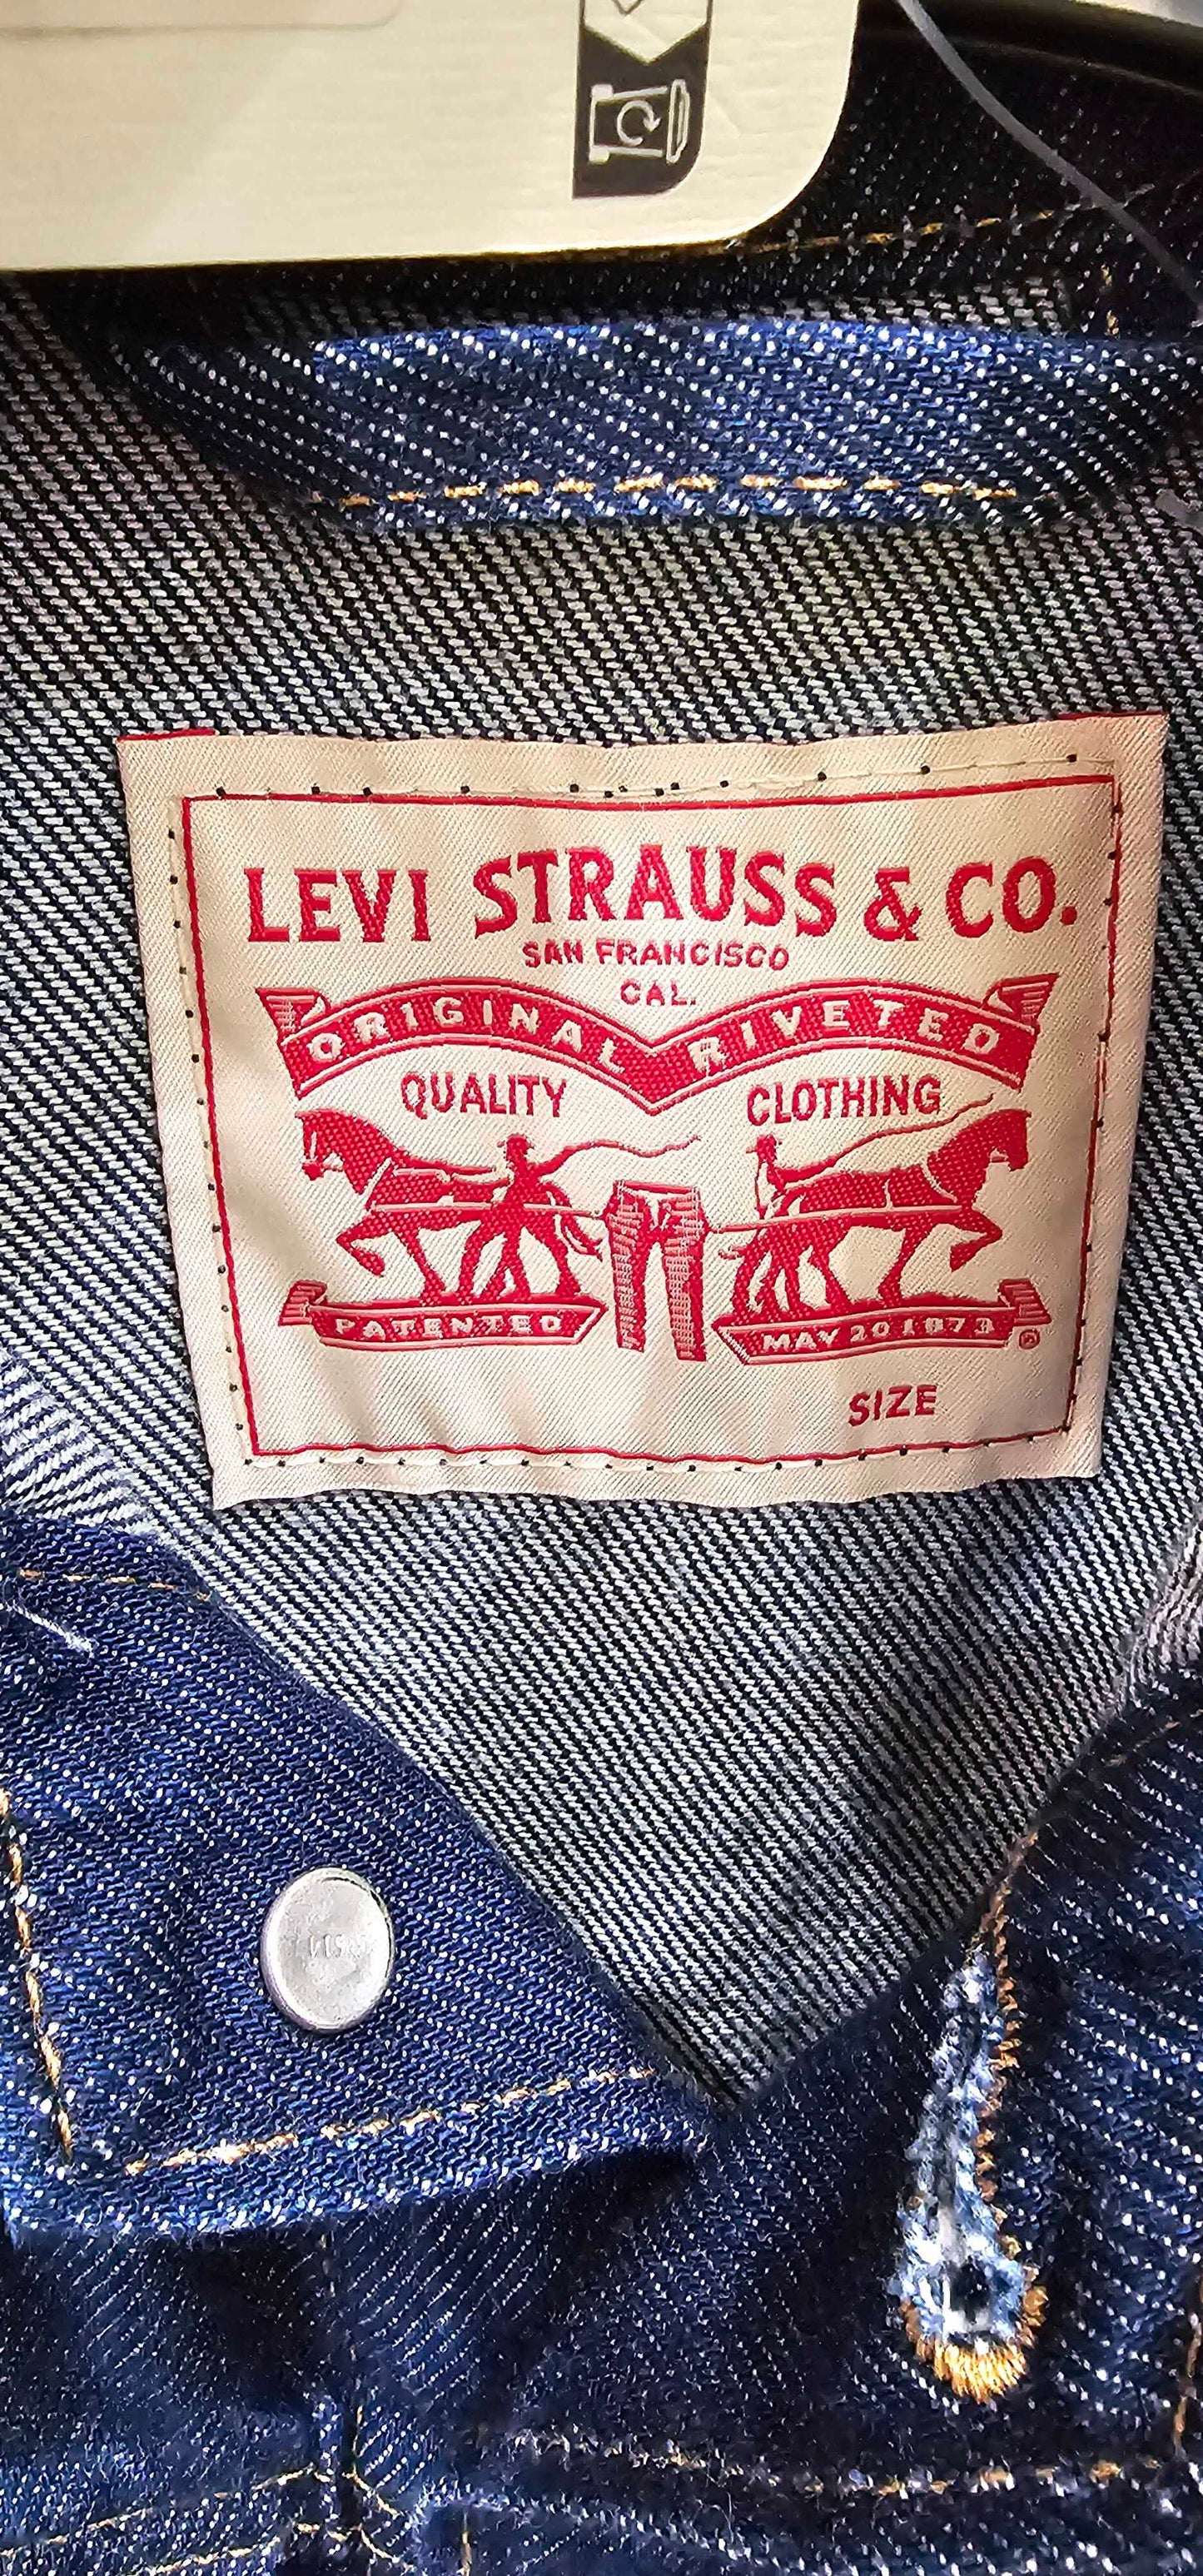 LEVI STRAUSS & CO.
SAN FRANCISCO
CAL.
ORIGINAL RIVETED
QUALITY CLOTHING
PATENTED MAY 20 1873
®
SIZE